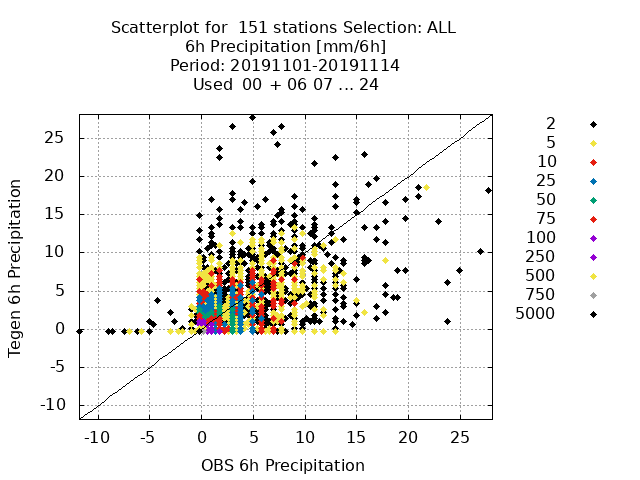 Scatterplot for  151 stations Selection: ALL
6h Precipitation [mm/6h]
Period: 20191101-20191114
Used  00 + 06 07 ... 24
Tegen 6h Precipitation
25
20
15
10
5
0
-5
-10
-10 -5 0 5 10 15 20 25
OBS 6h Precipitation
2
5
10
25
50
75
100
250
500
750
5000